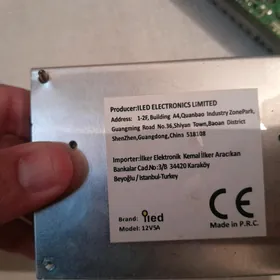 Producer:ILED ELECTRONICS LIMITED
Address: 1-2F, Building A4,Quanbao Industry ZonePark,
Guangming Road No.36,Shiyan Town,Baoan District
ShenZhen,Guangdong,China 518108
Importer:İlker Elektronik Kemal İlker Aracıkan
Bankalar Cad.No:3/B 34420 Karaköy
Beyoğlu / Istanbul-Turkey
Brand: iled
Model: 12V5A
CE
Made in P.R.C.